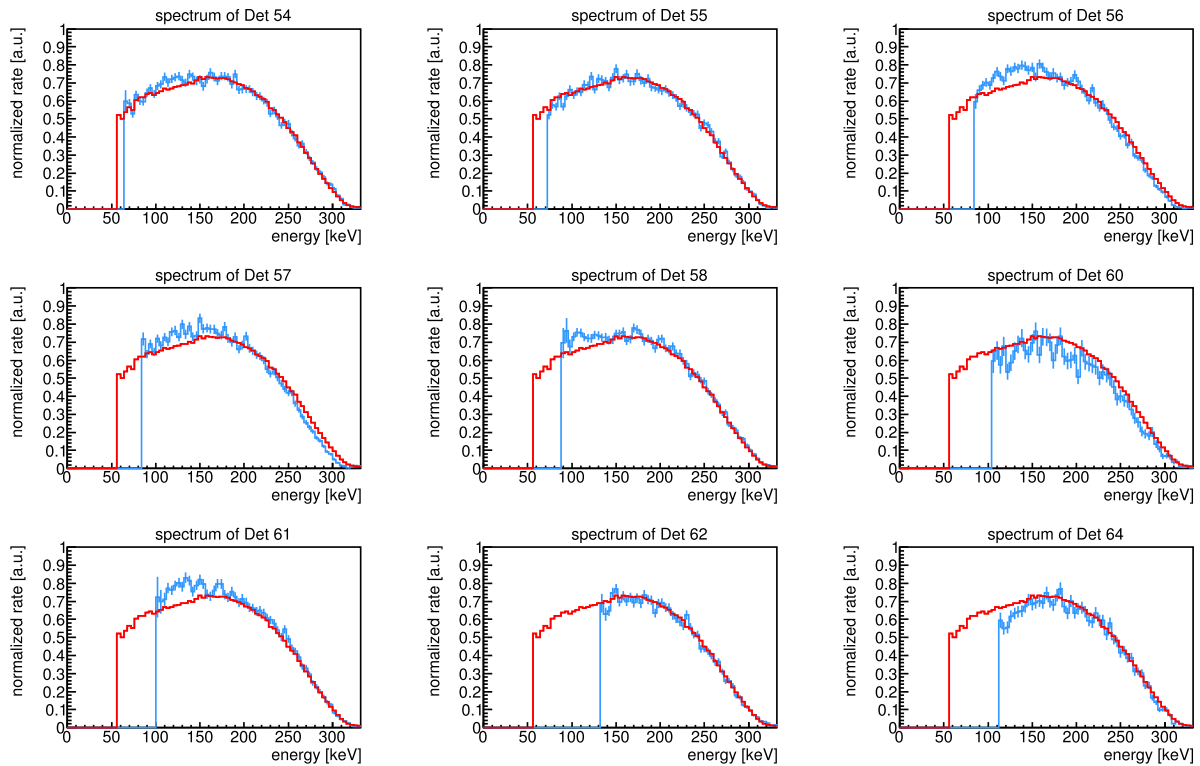 spectrum of Det 54
normalized rate [a.u.]
1
0.9
0.8
0.7
0.6
0.5
0.4
0.3
0.2
0.1
0
0 50 100 150 200 250 300
energy [keV]
spectrum of Det 55
normalized rate [a.u.]
1
0.9
0.8
0.7
0.6
0.5
0.4
0.3
0.2
0.1
0
0 50 100 150 200 250 300
energy [keV]
spectrum of Det 56
normalized rate [a.u.]
1
0.9
0.8
0.7
0.6
0.5
0.4
0.3
0.2
0.1
0
0 50 100 150 200 250 300
energy [keV]
spectrum of Det 57
normalized rate [a.u.]
1
0.9
0.8
0.7
0.6
0.5
0.4
0.3
0.2
0.1
0
0 50 100 150 200 250 300
energy [keV]
spectrum of Det 58
normalized rate [a.u.]
1
0.9
0.8
0.7
0.6
0.5
0.4
0.3
0.2
0.1
0
0 50 100 150 200 250 300
energy [keV]
spectrum of Det 60
normalized rate [a.u.]
1
0.9
0.8
0.7
0.6
0.5
0.4
0.3
0.2
0.1
0
0 50 100 150 200 250 300
energy [keV]
spectrum of Det 61
normalized rate [a.u.]
1
0.9
0.8
0.7
0.6
0.5
0.4
0.3
0.2
0.1
0
0 50 100 150 200 250 300
energy [keV]
spectrum of Det 62
normalized rate [a.u.]
1
0.9
0.8
0.7
0.6
0.5
0.4
0.3
0.2
0.1
0
0 50 100 150 200 250 300
energy [keV]
spectrum of Det 64
normalized rate [a.u.]
1
0.9
0.8
0.7
0.6
0.5
0.4
0.3
0.2
0.1
0
0 50 100 150 200 250 300
energy [keV]